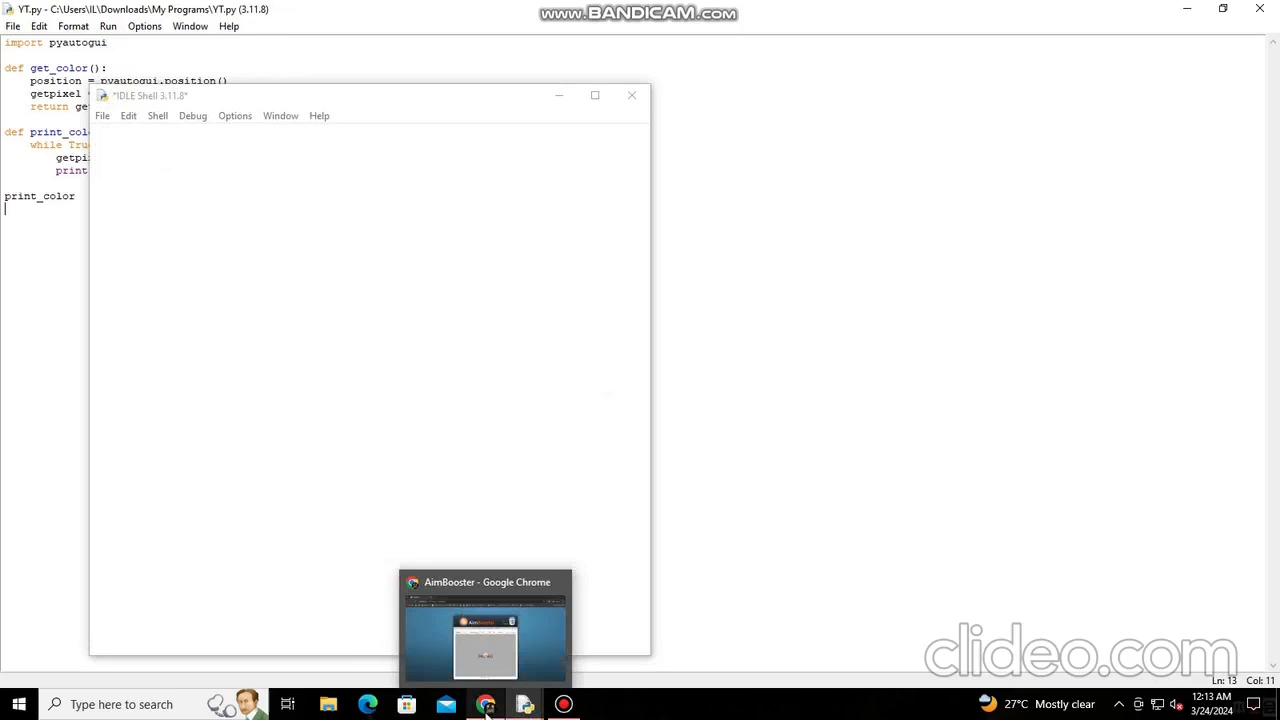 YT.py - C:\Users\IL\Downloads\My Programs\YT.py (3.11.8)
www.BANDICAM.com
File Edit Format Run Options Window Help
import pyautogui
def get_color():
position = pyautogui.position()
getpixel
return ge
def print_col
while Tru
getpi
print
print_color
*IDLE Shell 3.11.8*
File Edit Shell Debug Options Window Help
AimBooster - Google Chrome
AimBooster
clideo.com
Ln: 13 Col: 11
Type here to search
27°C Mostly clear
12:13 AM
3/24/2024